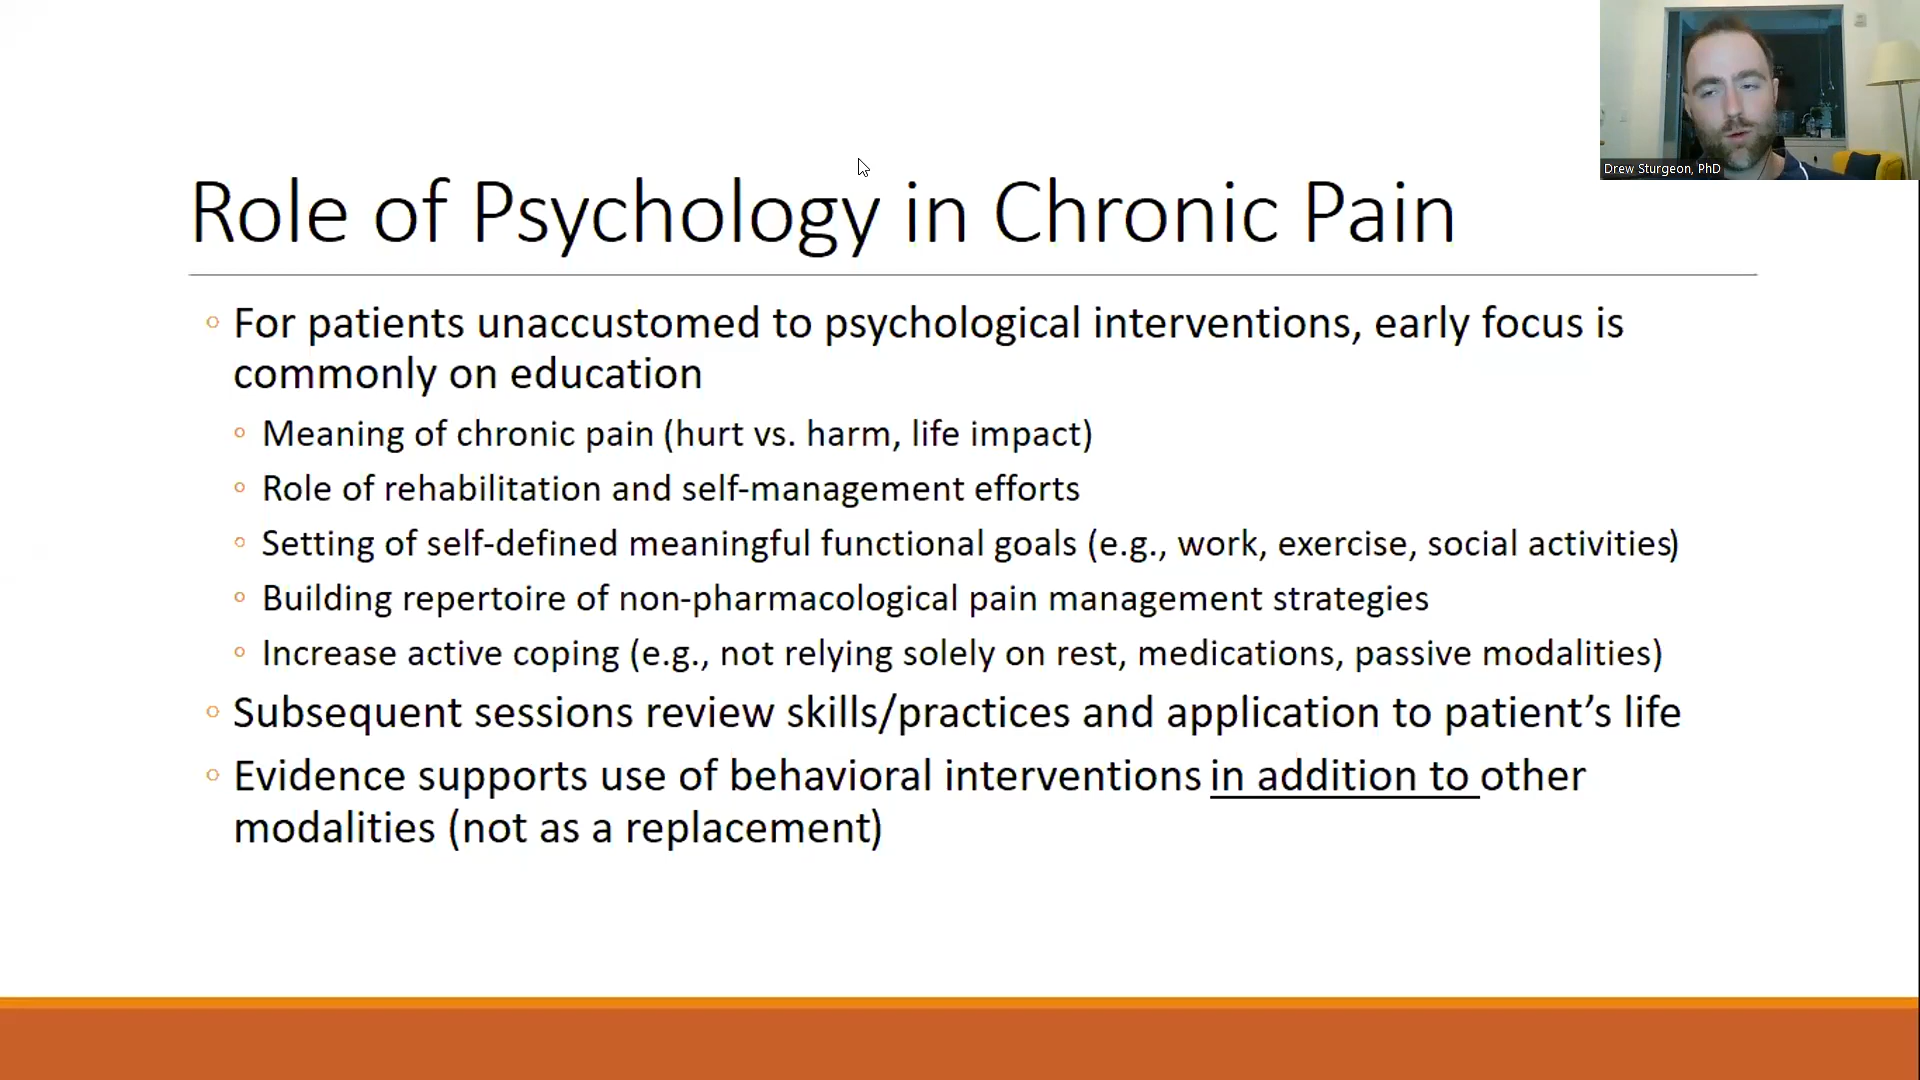 Drew Sturgeon, PhD
Role of Psychology in Chronic Pain
For patients unaccustomed to psychological interventions, early focus is
commonly on education
Meaning of chronic pain (hurt vs. harm, life impact)
Role of rehabilitation and self-management efforts
Setting of self-defined meaningful functional goals (e.g., work, exercise, social activities)
Building repertoire of non-pharmacological pain management strategies
Increase active coping (e.g., not relying solely on rest, medications, passive modalities)
Subsequent sessions review skills/practices and application to patient’s life
Evidence supports use of behavioral interventions in addition to other
modalities (not as a replacement)